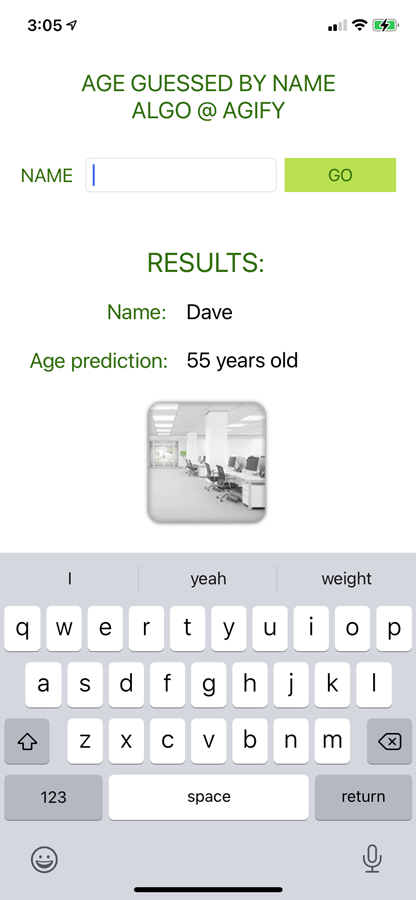 3:05
AGE GUESSED BY NAME
ALGO @ AGIFY
NAME
GO
RESULTS:
Name: Dave
Age prediction: 55 years old
I yeah weight
q w e r t y u i o p
a s d f g h j k l
z x c v b n m
123 space return